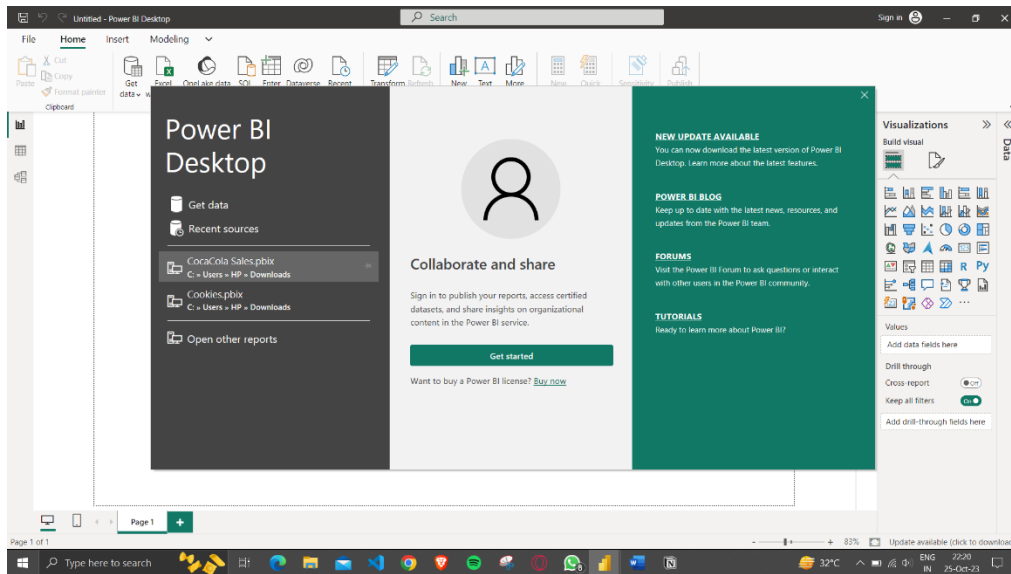 Untitled - Power BI Desktop
Search
Sign in
File Home Insert Modeling
Paste
Cut
Copy
Format painter
Clipboard
Get
data
Excel
OneLake data
SQL
Enter
Dataverse
Recent
Transform
Refresh
New
Text
More
New
Quick
Sensitivity
Publish
Power BI
Desktop
Get data
Recent sources
CocaCola Sales.pbix
C: » Users » HP » Downloads
Cookies.pbix
C: » Users » HP » Downloads
Open other reports
Collaborate and share
Sign in to publish your reports, access certified
datasets, and share insights on organizational
content in the Power BI service.
Get started
Want to buy a Power BI license? Buy now
NEW UPDATE AVAILABLE
You can now download the latest version of Power BI
Desktop. Learn more about the latest features.
POWER BI BLOG
Keep up to date with the latest news, resources, and
updates from the Power BI team.
FORUMS
Visit the Power BI Forum to ask questions or interact
with other users in the Power BI community.
TUTORIALS
Ready to learn more about Power BI?
Visualizations
Data
Build visual
R Py
Values
Add data fields here
Drill through
Cross-report
Off
Keep all filters
On
Add drill-through fields here
Page 1
Page 1 of 1
83%
Update available (click to download
Type here to search
32°C
ENG
IN
22:20
25-Oct-23